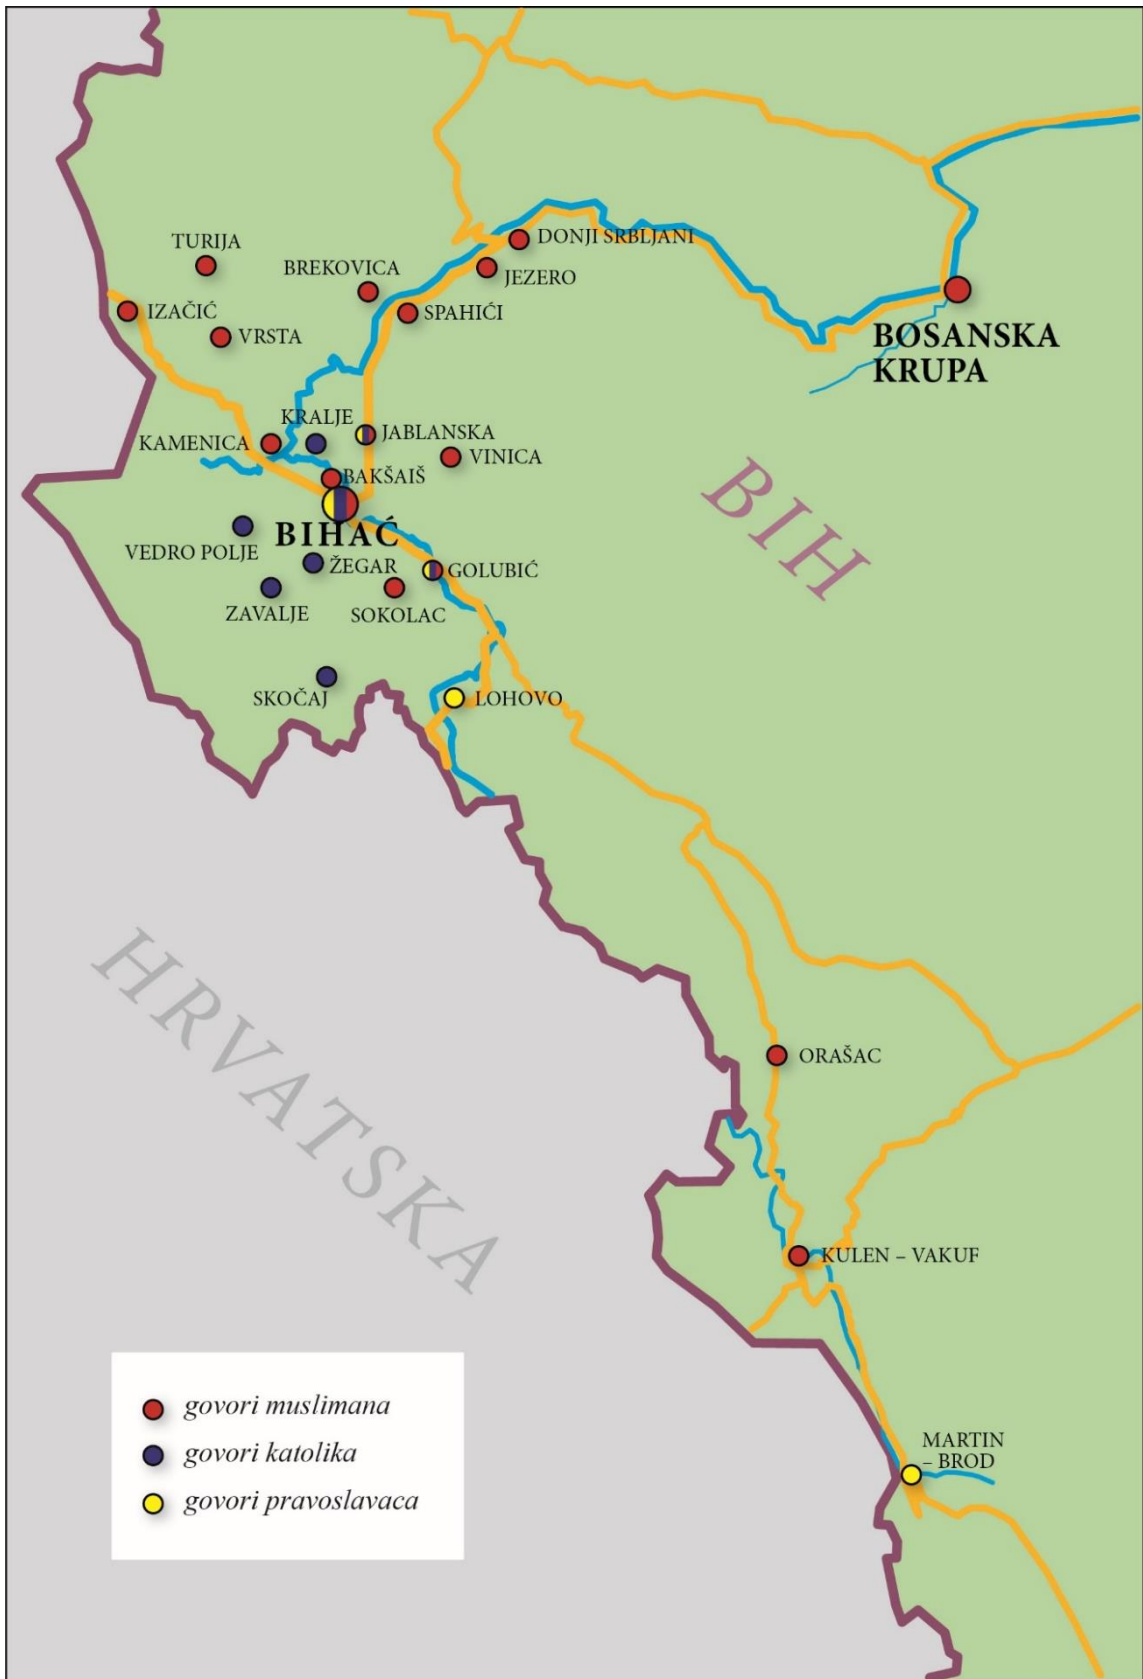 DONJI SRBLJANI
TURIJA
BREKOVICA
JEZERO
IZAČIĆ
SPAHIĆI
VRSTA
BOSANSKA
KRUPA
KRALJE
JABLANSKA
KAMENICA
VINICA
BAKŠAIŠ
BIH
BIHAĆ
VEDRO POLJE
ŽEGAR
GOLUBIĆ
ZAVALJE
SOKOLAC
SKOČAJ
LOHOVO
HRVATSKA
ORAŠAC
KULEN – VAKUF
govori muslimana
govori katolika
govori pravoslavaca
MARTIN
– BROD